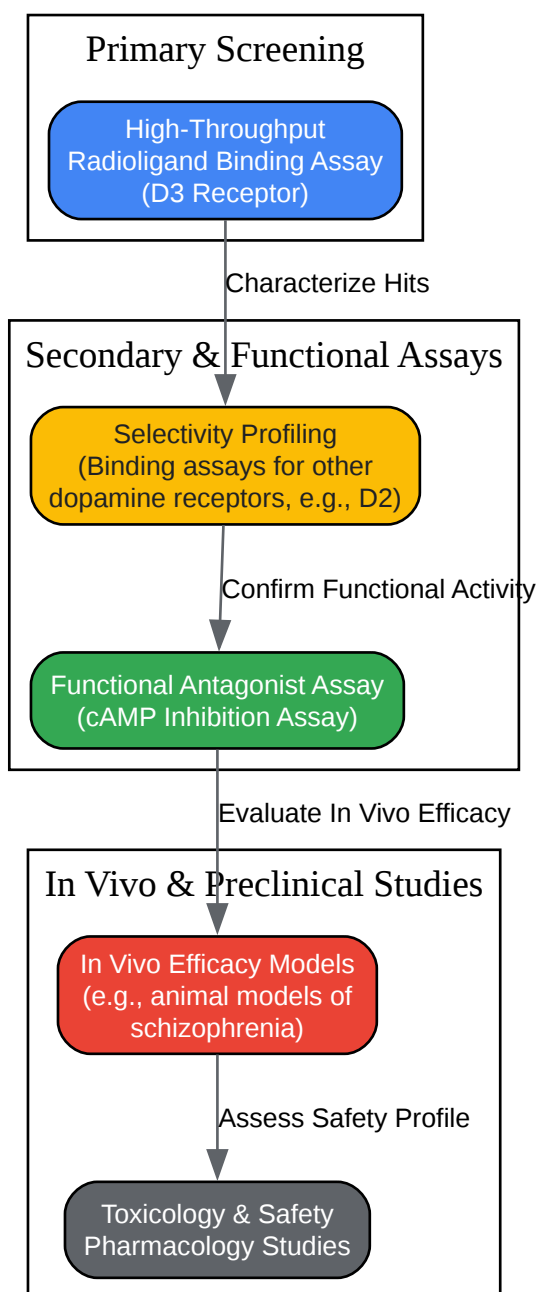 Primary Screening
High-Throughput
Radioligand Binding Assay
(D3 Receptor)
Characterize Hits
Secondary & Functional Assays
Selectivity Profiling
(Binding assays for other
dopamine receptors, e.g., D2)
Confirm Functional Activity
Functional Antagonist Assay
(cAMP Inhibition Assay)
Evaluate In Vivo Efficacy
In Vivo & Preclinical Studies
In Vivo Efficacy Models
(e.g., animal models of
schizophrenia)
Assess Safety Profile
Toxicology & Safety
Pharmacology Studies